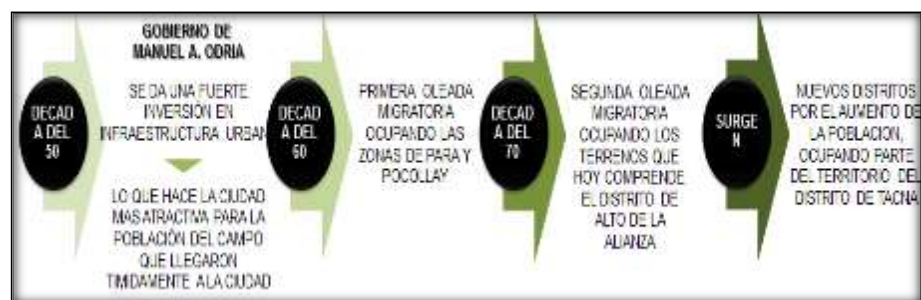 DECAD
A DEL
50
GOBIERNO DE
MANUEL A. ODRIA
SE DA UNA FUERTE
INVERSIÓN EN
INFRAESTRUCTURA URBAN
LO QUE HACE LA CIUDAD
MAS ATRACTIVA PARA LA
POBLACIÓN DEL CAMPO
QUE LLEGARON
TIMIDAMENTE A LA CIUDAD
DECAD
A DEL
60
PRIMERA OLEADA
MIGRATORIA
OCUPANDO LAS
ZONAS DE PARA Y
POCOLLAY
DECAD
A DEL
70
SEGUNDA OLEADA
MIGRATORIA
OCUPANDO LOS
TERRENOS QUE
HOY COMPRENDE
EL DISTRITO DE
ALTO DE LA
ALIANZA
SURGE
N
NUEVOS DISTRITOS
POR EL AUMENTO DE
LA POBLACION,
OCUPANDO PARTE
DEL TERRITORIO DEL
DISTRITO DE TACNA